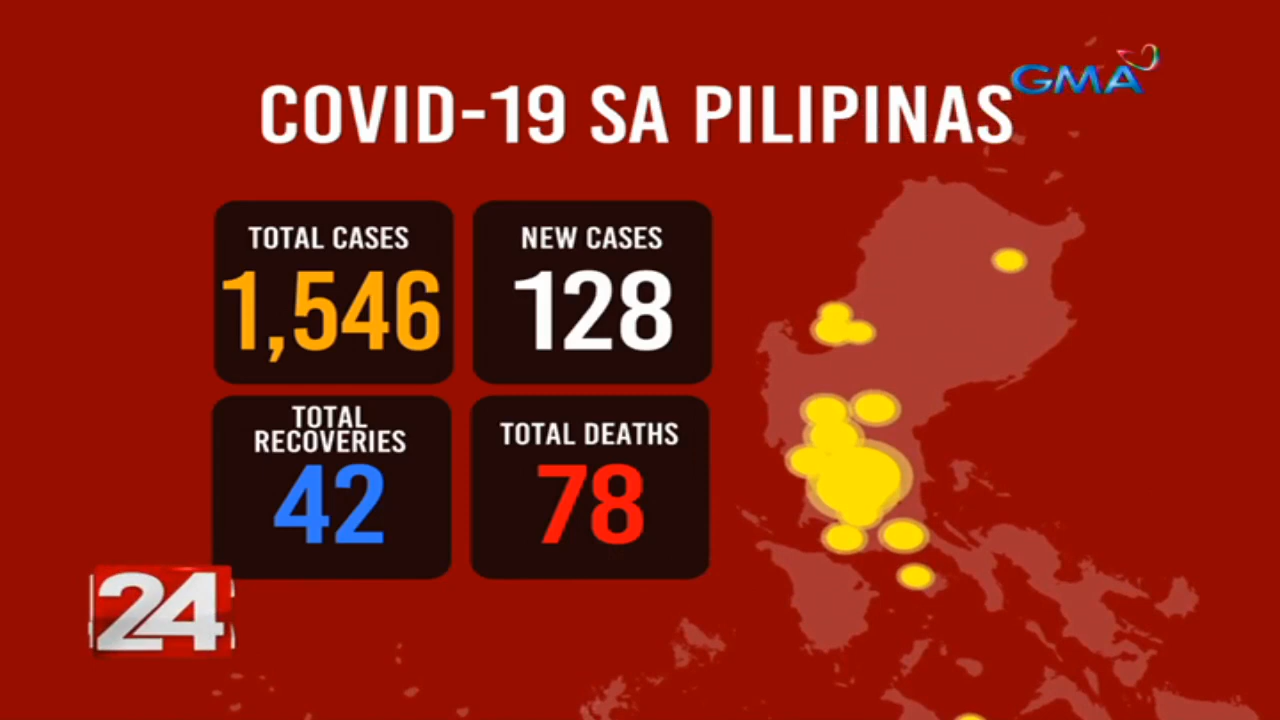 GMA
COVID-19 SA PILIPINAS
TOTAL CASES
1,546
NEW CASES
128
TOTAL
RECOVERIES
42
TOTAL DEATHS
78
24